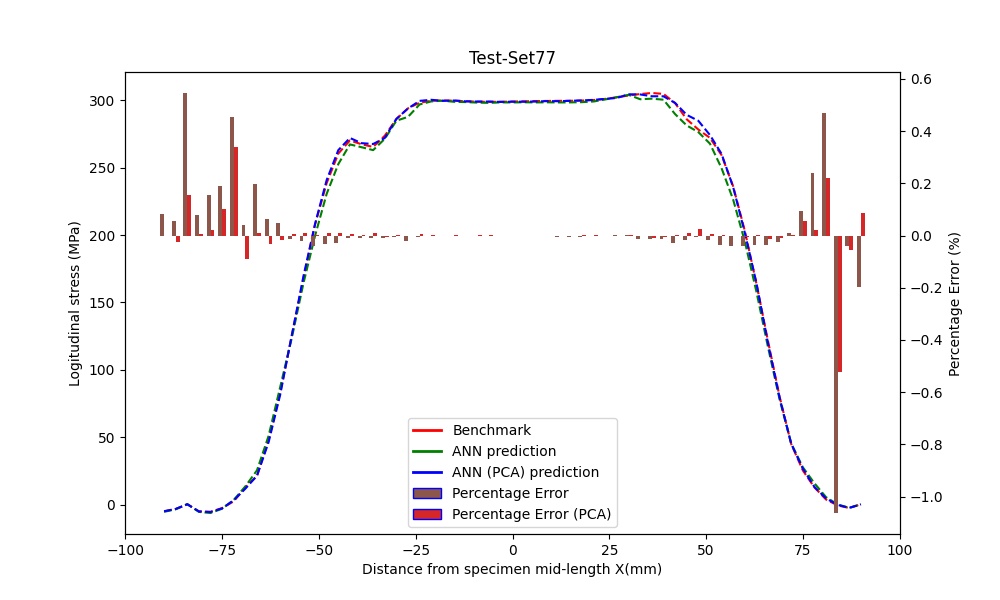 Test-Set77
300
250
200
150
100
50
0
Logitudinal stress (MPa)
0.6
0.4
0.2
0.0
−0.2
−0.4
−0.6
−0.8
−1.0
Percentage Error (%)
Benchmark
ANN prediction
ANN (PCA) prediction
Percentage Error
Percentage Error (PCA)
−100 −75 −50 −25 0 25 50 75 100
Distance from specimen mid-length X(mm)